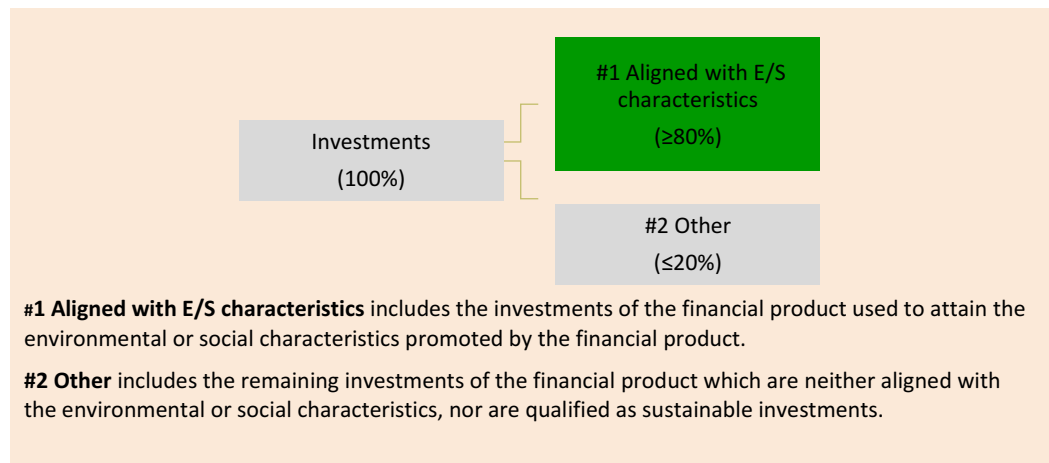 #1 Aligned with E/S
characteristics
(≥80%)
Investments
(100%)
#2 Other
(≤20%)
#1 Aligned with E/S characteristics includes the investments of the financial product used to attain the
environmental or social characteristics promoted by the financial product.
#2 Other includes the remaining investments of the financial product which are neither aligned with
the environmental or social characteristics, nor are qualified as sustainable investments.